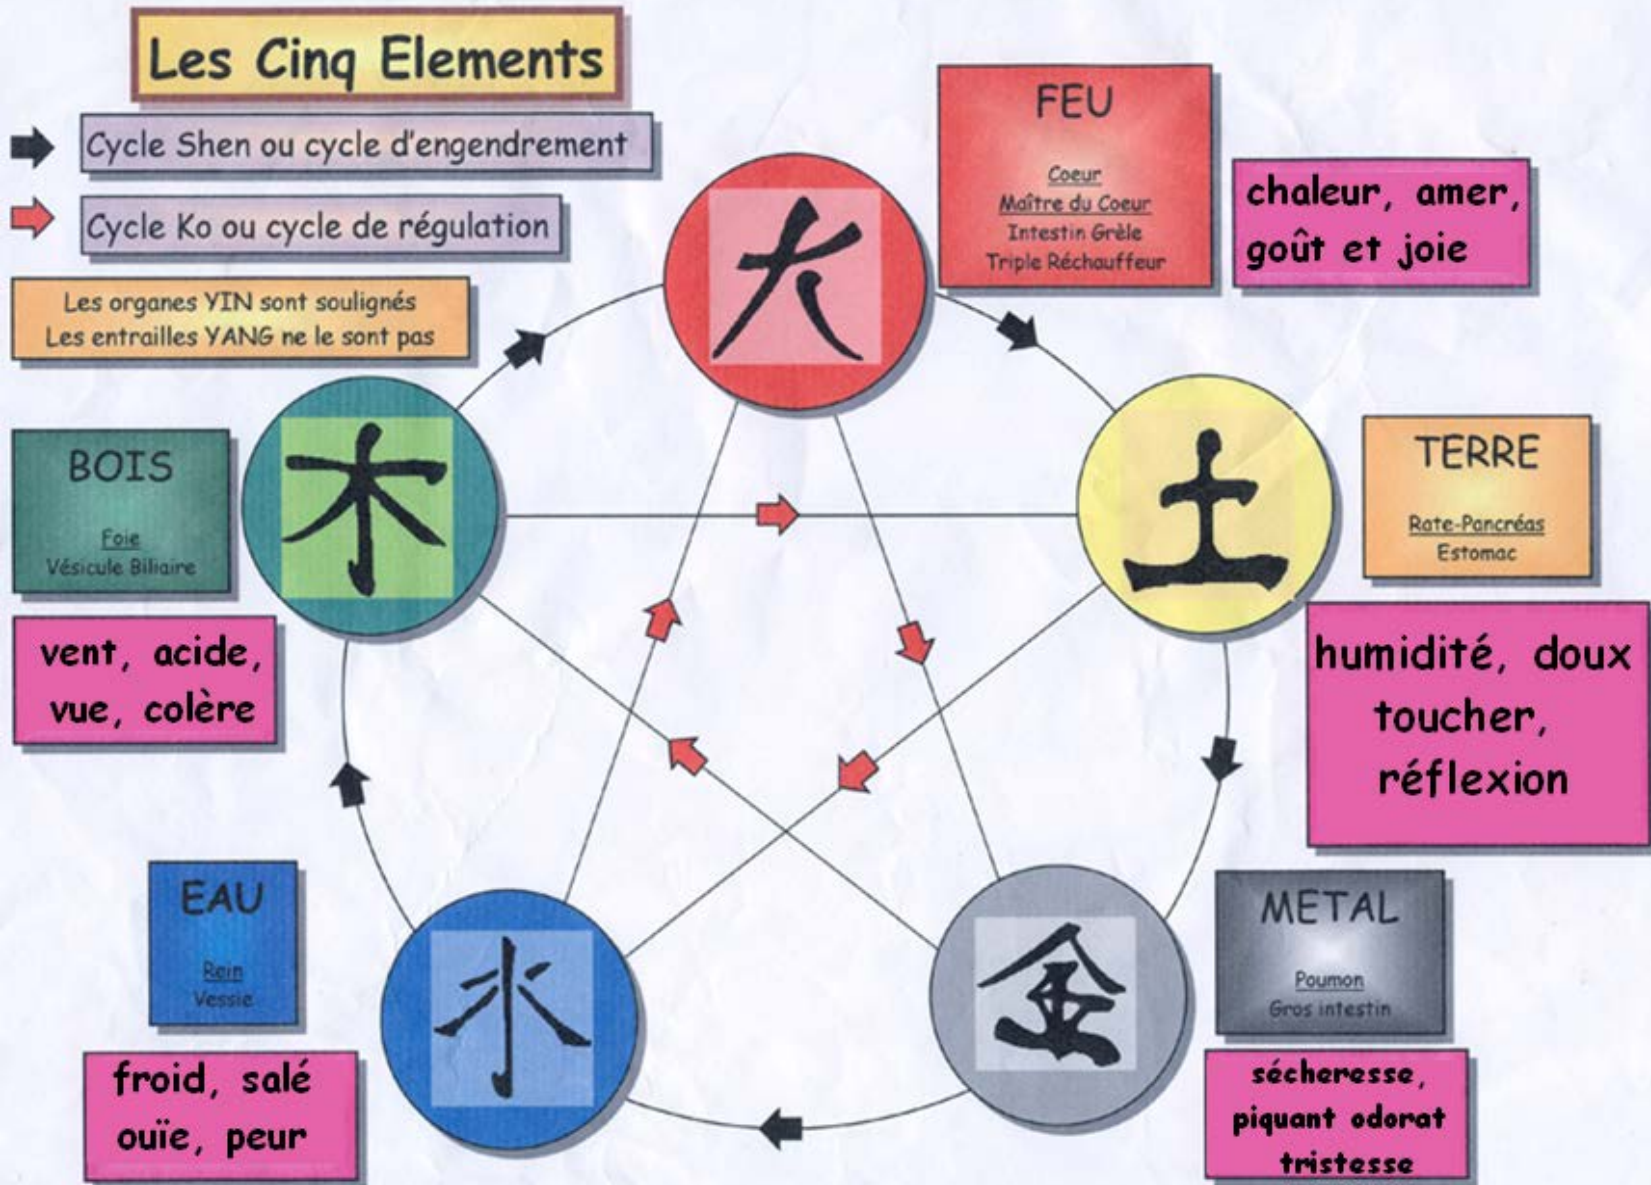 Les Cinq Elements
Cycle Shen ou cycle d'engendrement
Cycle Ko ou cycle de régulation
Les organes YIN sont soulignés
Les entrailles YANG ne le sont pas
FEU
Coeur
Maître du Coeur
Intestin Grèle
Triple Réchauffeur
chaleur, amer,
goût et joie
火
BOIS
Foie
Vésicule Biliaire
vent, acide,
vue, colère
木
土
TERRE
Rate-Pancréas
Estomac
humidité, doux
toucher,
réflexion
EAU
Rein
Vessie
froid, salé
ouïe, peur
水
金
METAL
Poumon
Gros intestin
sécheresse,
piquant odorat
tristesse